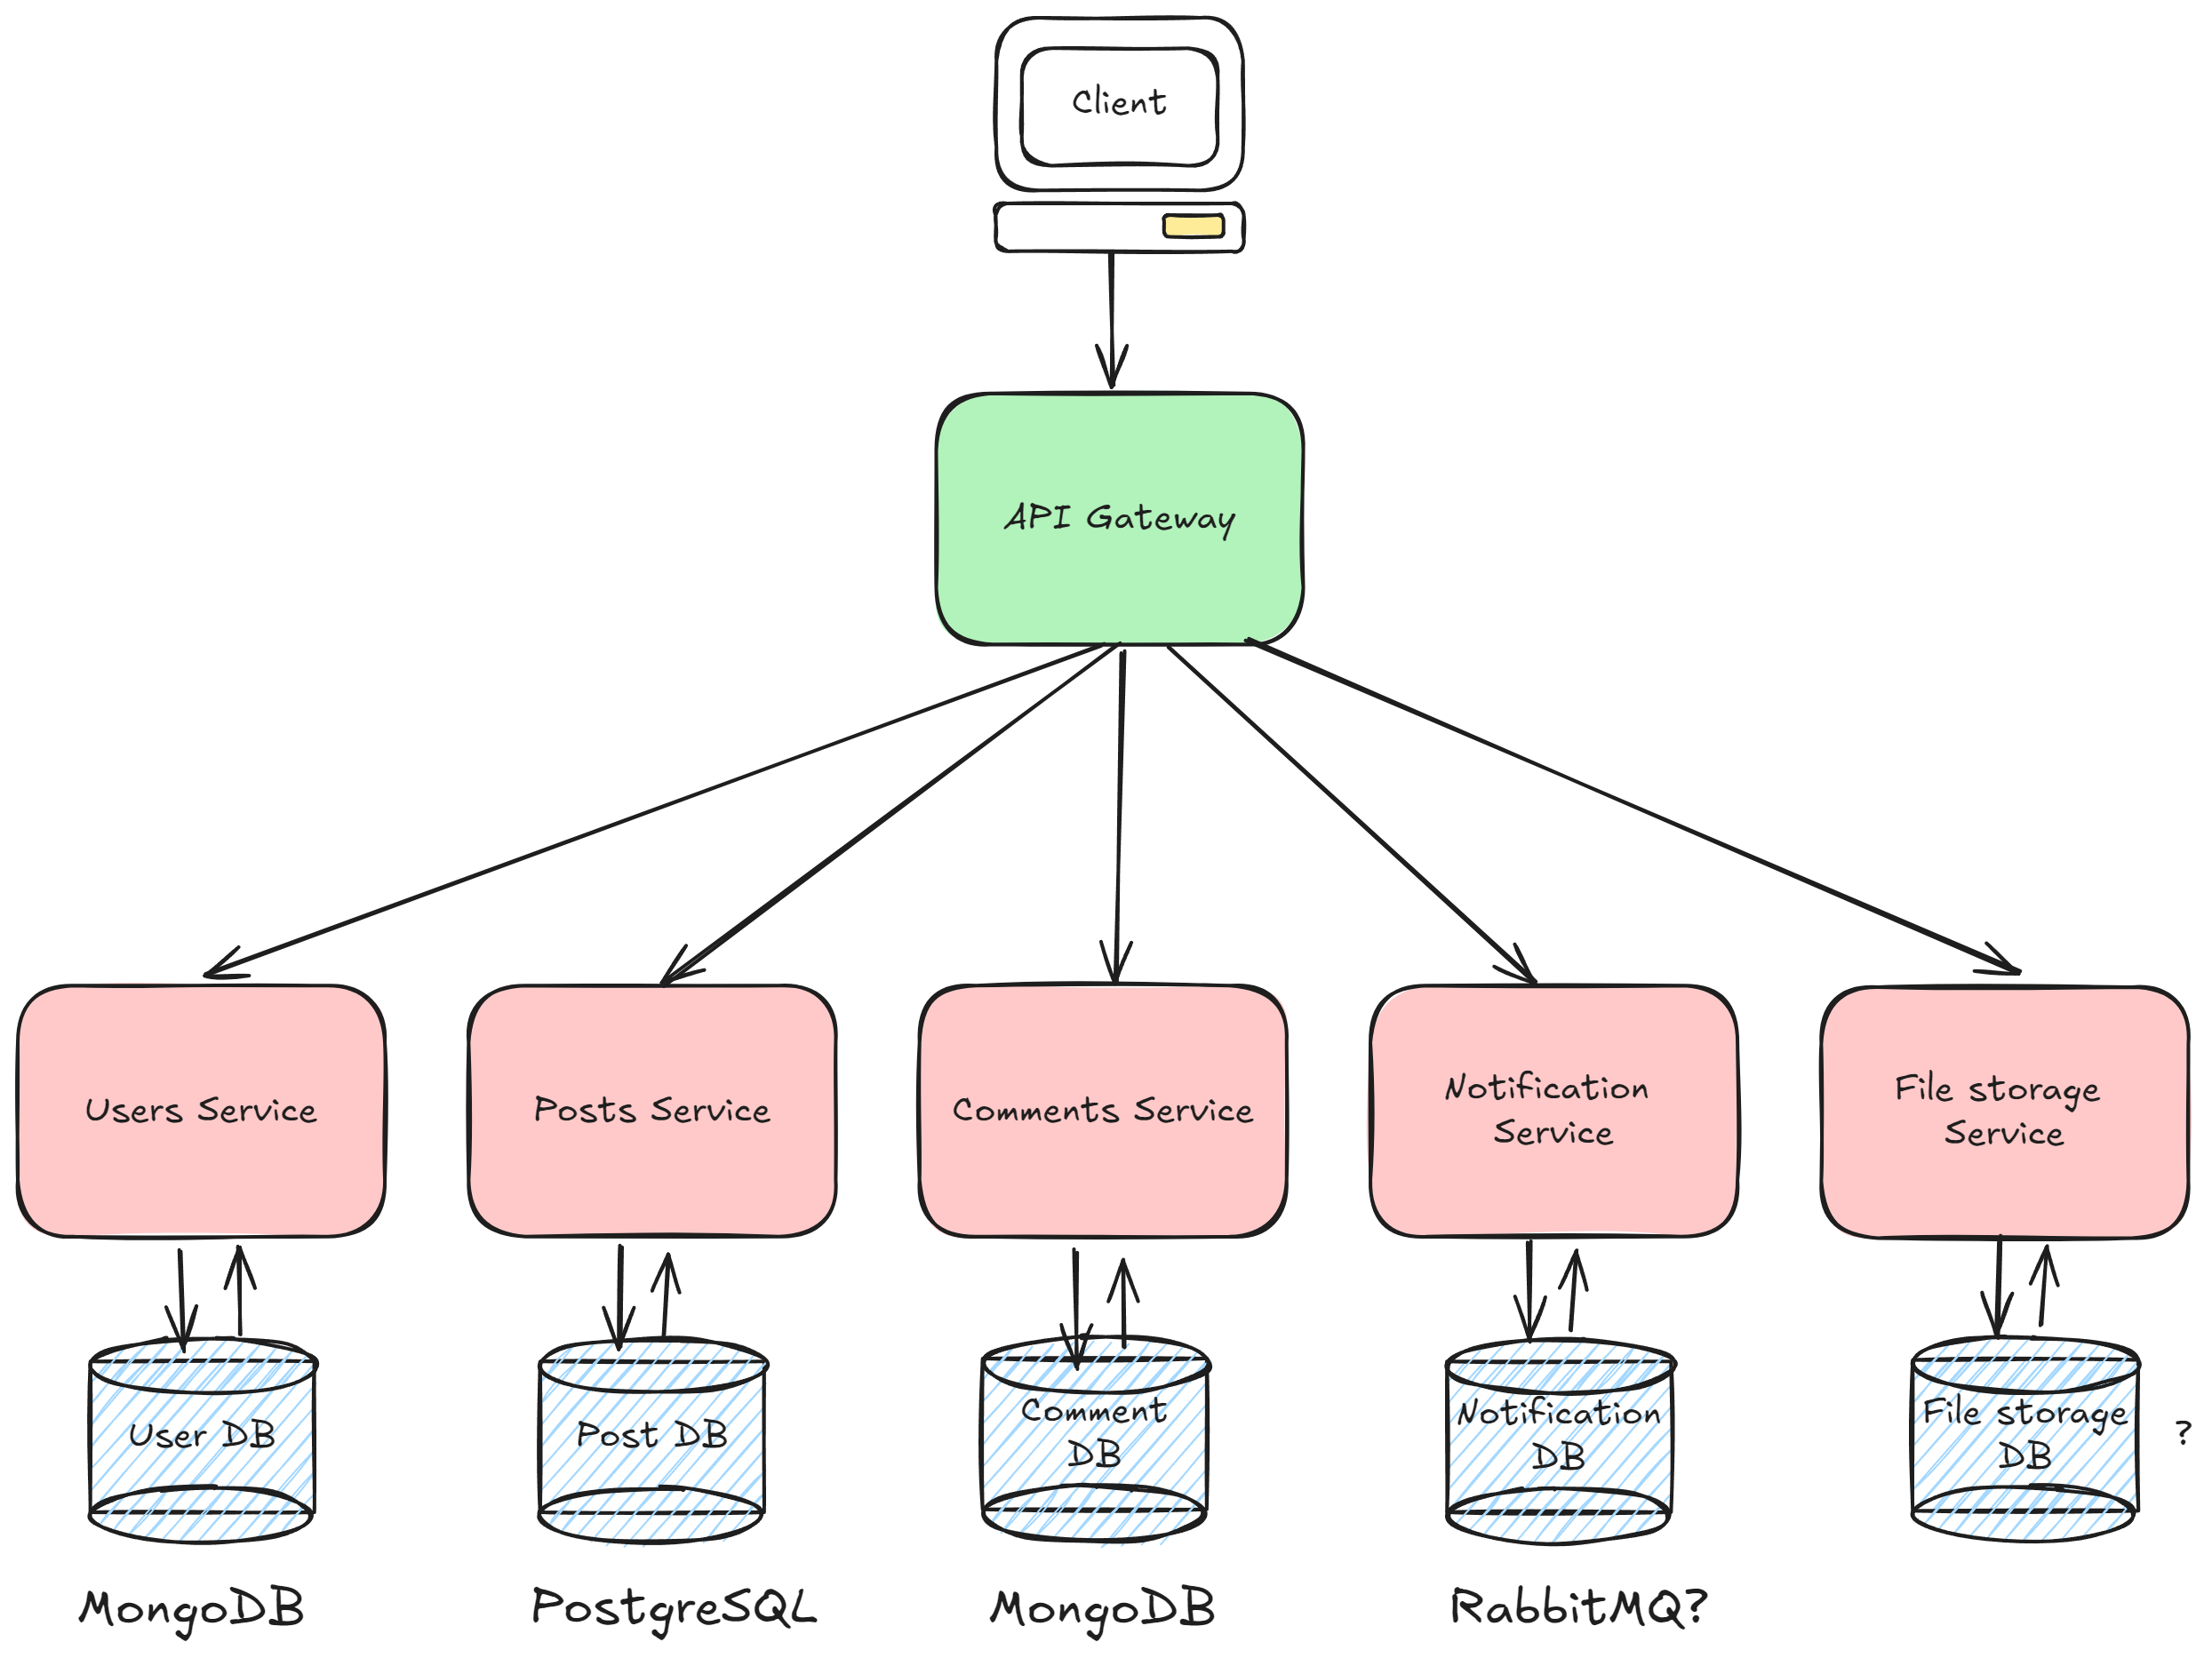 Client
API Gateway
Users Service
Posts Service
Comments Service
Notification
Service
File storage
Service
User DB
Post DB
Comment
DB
Notification
DB
File storage
DB
?
MongoDB
PostgreSQL
MongoDB
RabbitMQ?